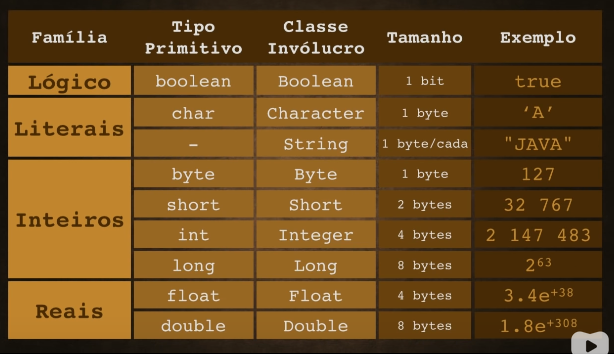 Família Tipo Primitivo Classe Invólucro Tamanho Exemplo
Lógico boolean Boolean 1 bit true
Literais char Character 1 byte ‘A’
- String 1 byte/cada "JAVA"
Inteiros byte Byte 1 byte 127
short Short 2 bytes 32 767
int Integer 4 bytes 2 147 483
long Long 8 bytes 2⁶³
Reais float Float 4 bytes 3.4e⁺³⁸
double Double 8 bytes 1.8e⁺³⁰⁸